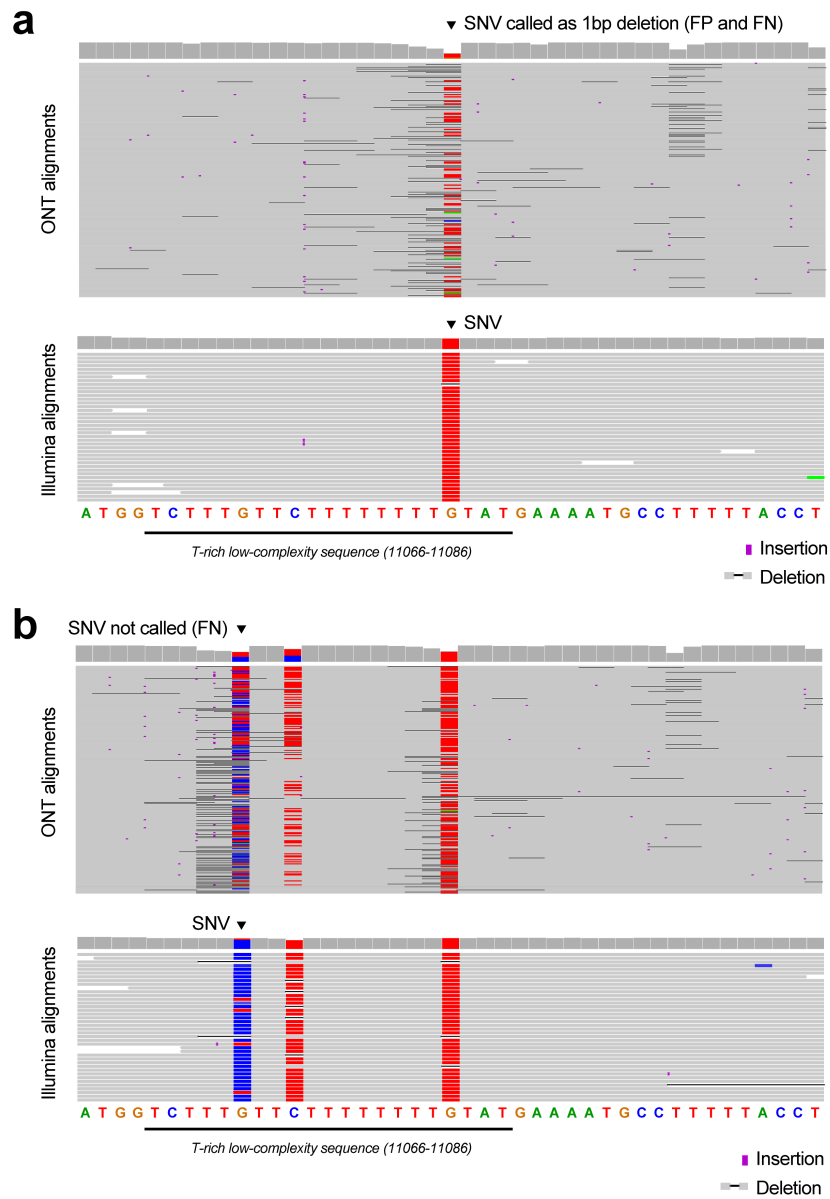 a
SNV called as 1bp deletion (FP and FN)
ONT alignments
SNV
Illumina alignments
A T G G T C T T T G T T C T T T T T T T T G T A T G A A A A T G C C T T T T T A C C T
T-rich low-complexity sequence (11066-11086)
Insertion
Deletion
b
SNV not called (FN)
ONT alignments
SNV
Illumina alignments
A T G G T C T T T G T T C T T T T T T T T G T A T G A A A A T G C C T T T T T A C C T
T-rich low-complexity sequence (11066-11086)
Insertion
Deletion